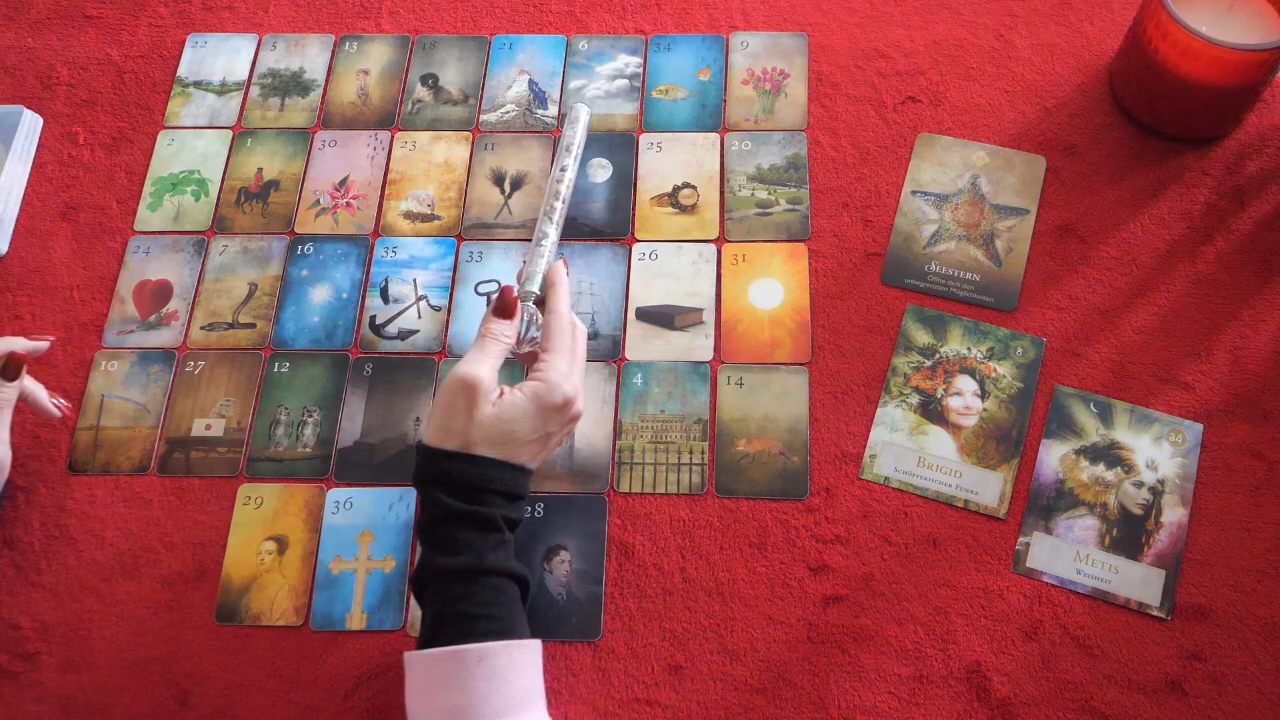 22 5 13 18 21 6 34 9
2 1 30 23 11 25 20
24 7 16 35 33 26 31
10 27 12 8 4 14
29 36 28
Seestern
Öffne dich den
unbegrenzten Möglichkeiten
8
Brigid
Schöpferischer Funke
34
Metis
Weisheit